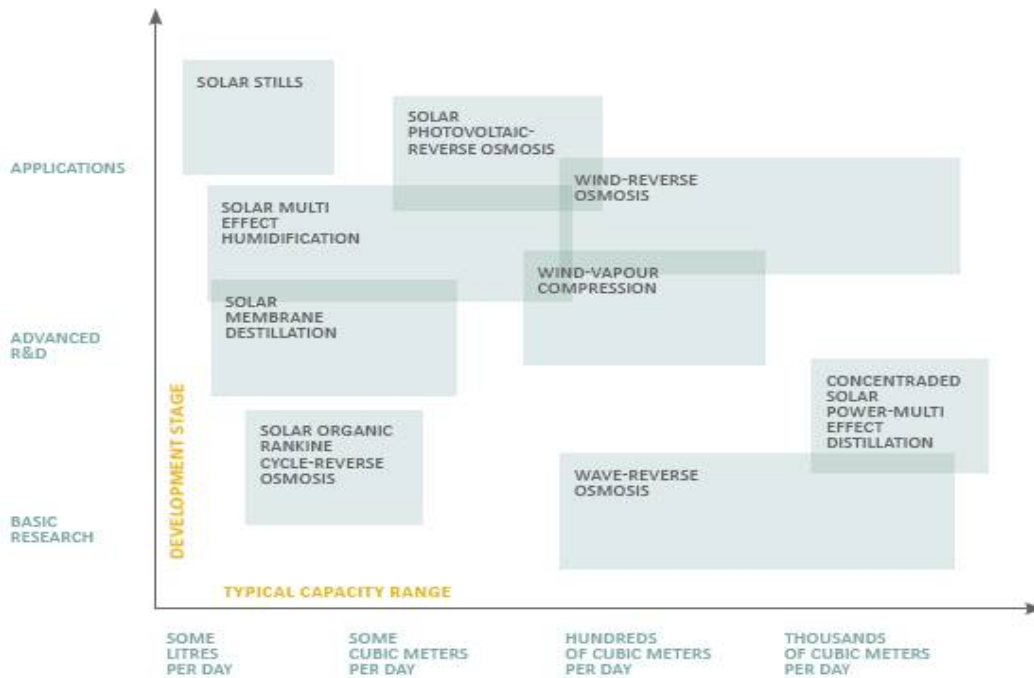 SOLAR STILLS
SOLAR
PHOTOVOLTAIC-
REVERSE OSMOSIS
APPLICATIONS
WIND-REVERSE
OSMOSIS
SOLAR MULTI
EFFECT
HUMIDIFICATION
WIND-VAPOUR
COMPRESSION
SOLAR
MEMBRANE
DESTILLATION
ADVANCED
R&D
CONCENTRADED
SOLAR
POWER-MULTI
EFFECT
DISTILLATION
SOLAR ORGANIC
RANKINE
CYCLE-REVERSE
OSMOSIS
WAVE-REVERSE
OSMOSIS
DEVELOPMENT STAGE
BASIC
RESEARCH
TYPICAL CAPACITY RANGE
SOME
LITRES
PER DAY
SOME
CUBIC METERS
PER DAY
HUNDREDS
OF CUBIC METERS
PER DAY
THOUSANDS
OF CUBIC METERS
PER DAY